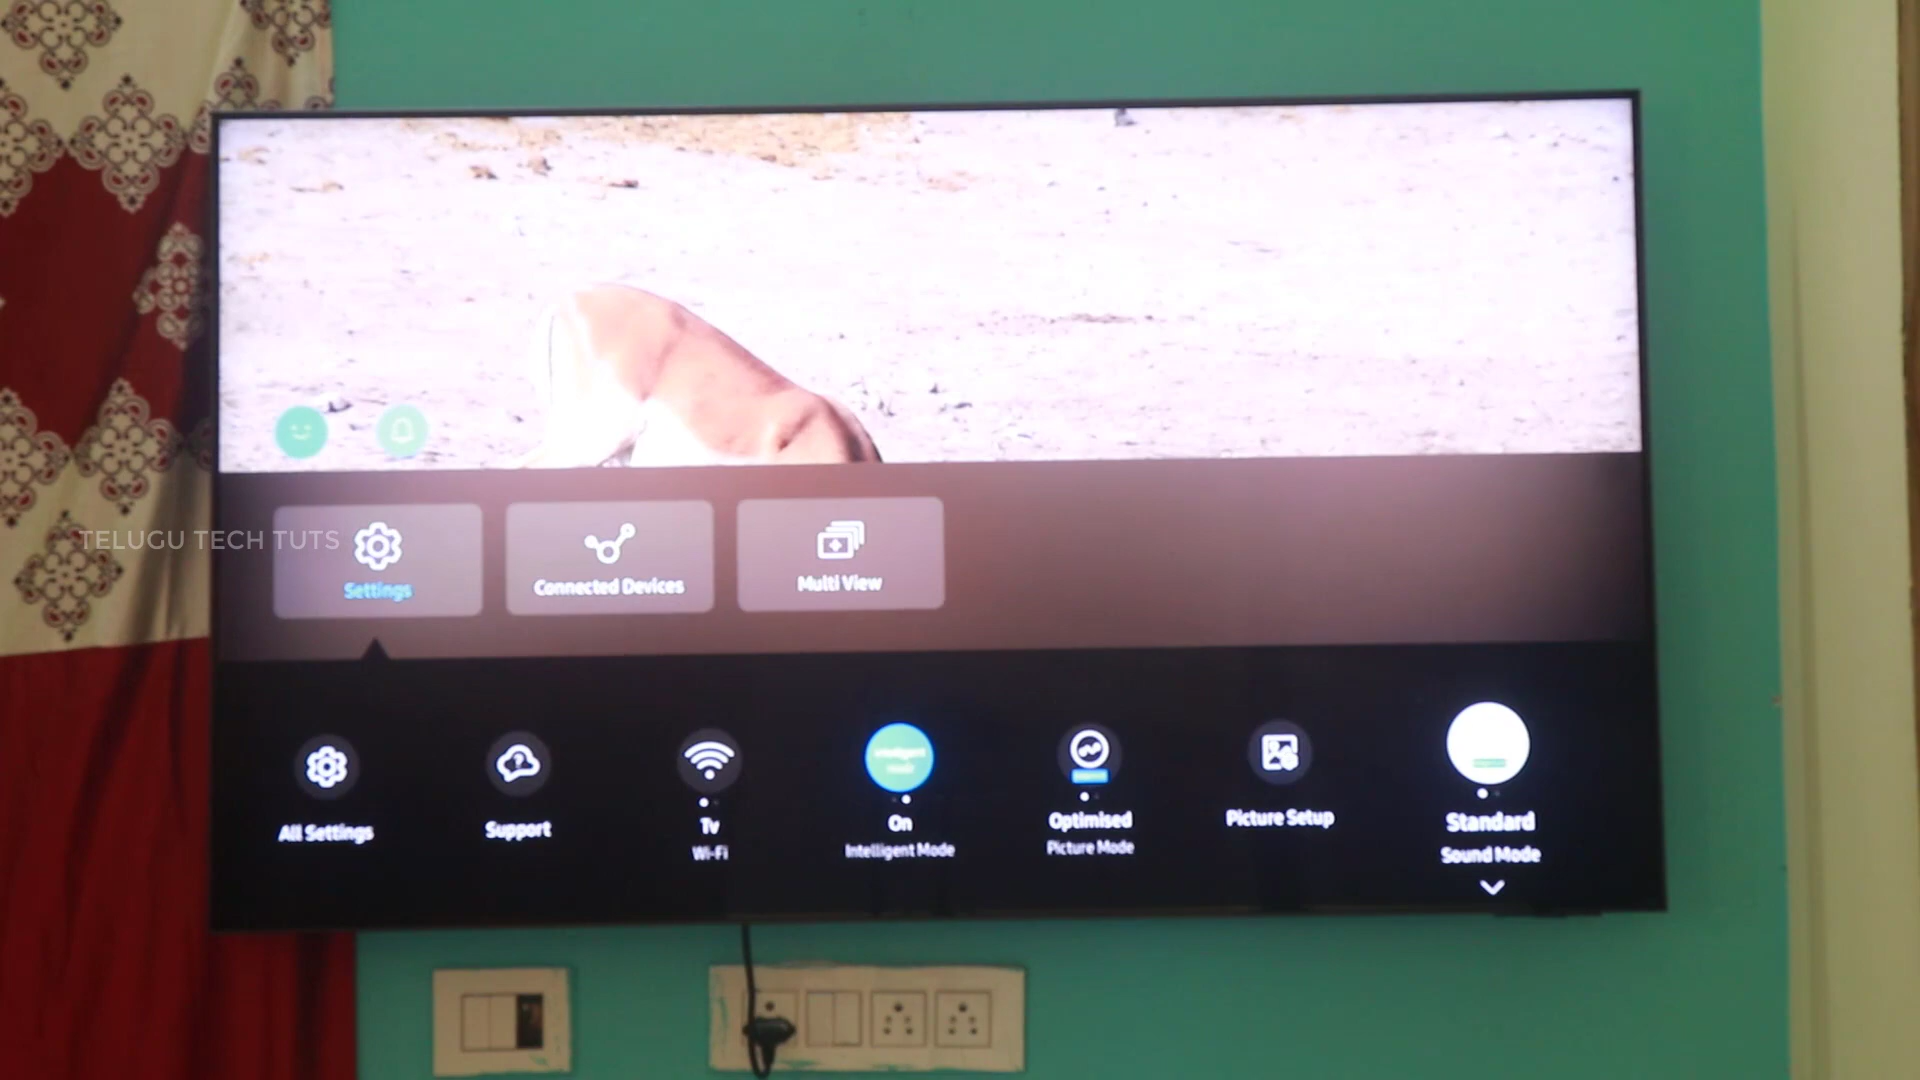 TELUGU TECH TUTS
Settings
Connected Devices
Multi View
All Settings
Support
Tv
Wi-Fi
On
Intelligent Mode
Optimised
Picture Mode
Picture Setup
Standard
Sound Mode